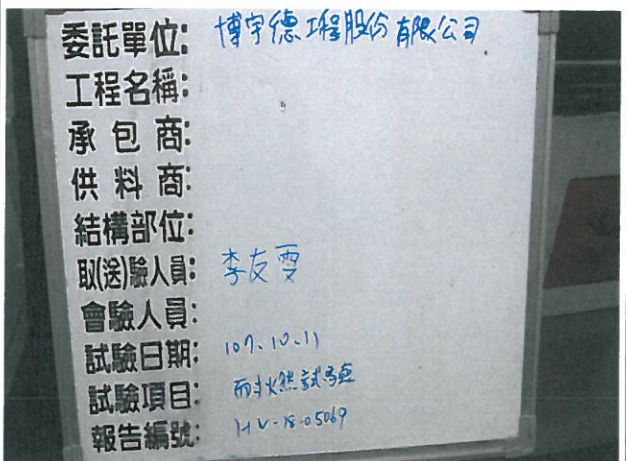 委託單位: 博宇德工程股份有限公司
工程名稱:
承包商:
供料商:
結構部位:
取(送)驗人員: 李友雯
會驗人員:
試驗日期: 107.10.11
試驗項目: 耐燃試驗
報告編號: HV-18-05069